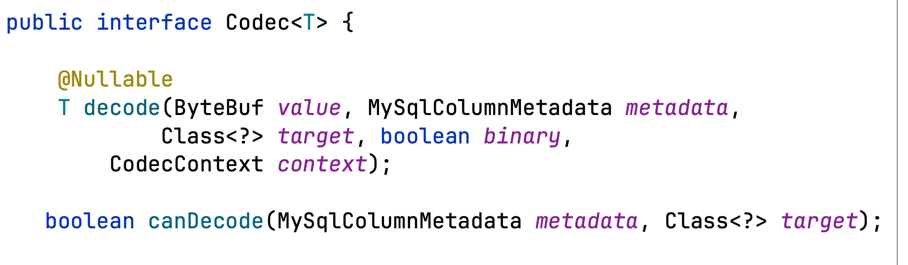 public interface Codec<T> {
@Nullable
T decode(ByteBuf value, MySqlColumnMetadata metadata,
Class<?> target, boolean binary,
CodecContext context);
boolean canDecode(MySqlColumnMetadata metadata, Class<?> target);